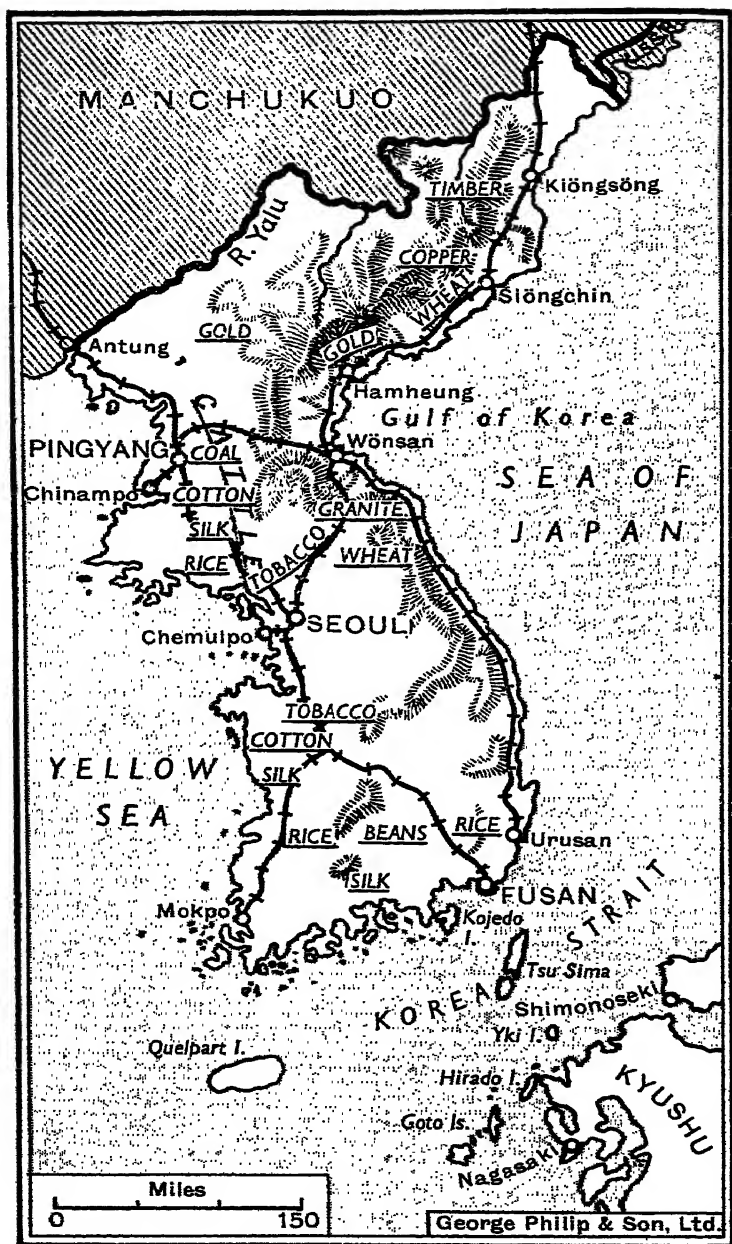 U.S.S.R.
MANCHUKUO
TIMBER
Kiöngsöng
R. Yalu
COPPER
WHEAT
Siöngchin
GOLD
GOLD
Antung
Hamheung
Gulf of Korea
CATTLE
PINGYANG
COAL
Wönsan
SEA OF
JAPAN
Chinampo
COTTON
GRANITE
SILK
TOBACCO
WHEAT
RICE
Chemulpo
SEOUL
TOBACCO
COTTON
YELLOW
SEA
SILK
RICE
BEANS
RICE
Urusan
SILK
FUSAN
Mokpo
Kojedo
I.
KOREA STRAIT
Tsu Sima
Shimonoseki
Yki I.
Quelpart I.
Hirado I.
KYUSHU
Goto Is.
Nagasaki
Miles
0 150
George Philip & Son, Ltd.